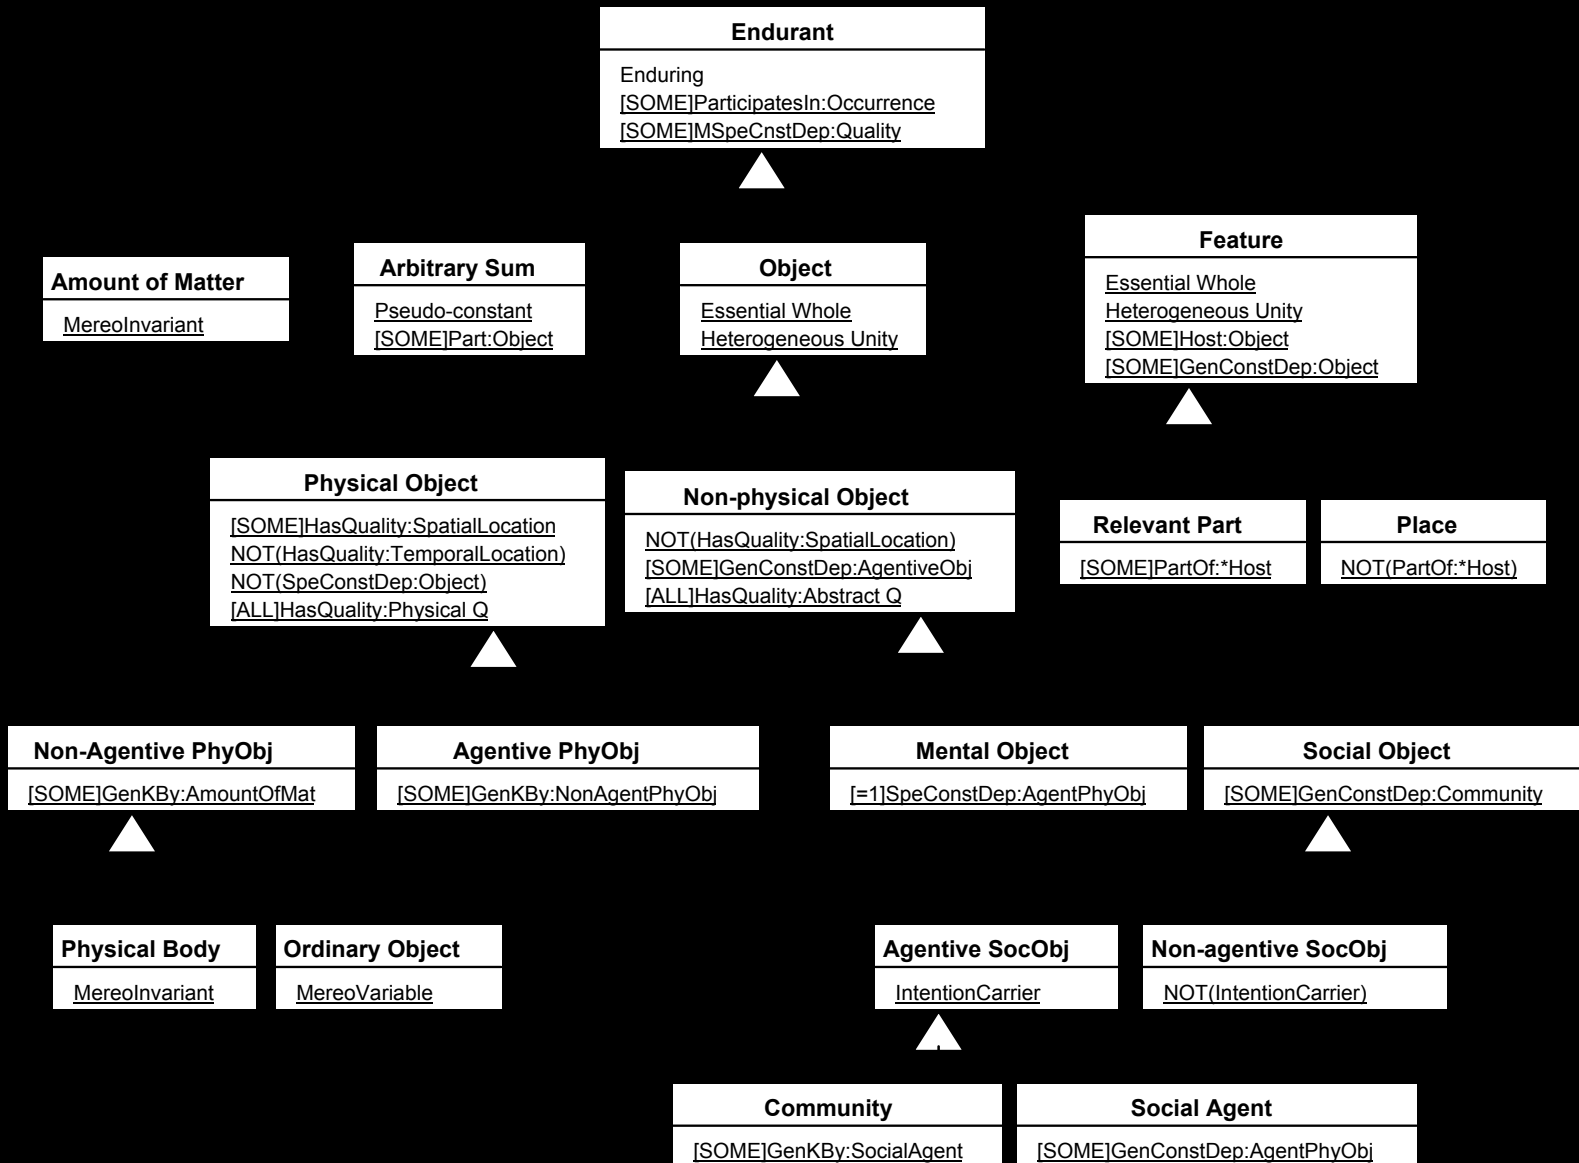 Endurant
Enduring
[SOME]ParticipatesIn:Occurrence
[SOME]MSpeCnstDep:Quality
Amount of Matter
MereoInvariant
Arbitrary Sum
Pseudo-constant
[SOME]Part:Object
Object
Essential Whole
Heterogeneous Unity
Feature
Essential Whole
Heterogeneous Unity
[SOME]Host:Object
[SOME]GenConstDep:Object
Physical Object
[SOME]HasQuality:SpatialLocation
NOT(HasQuality:TemporalLocation)
NOT(SpeConstDep:Object)
[ALL]HasQuality:Physical Q
Non-physical Object
NOT(HasQuality:SpatialLocation)
[SOME]GenConstDep:AgentiveObj
[ALL]HasQuality:Abstract Q
Relevant Part
[SOME]PartOf:*Host
Place
NOT(PartOf:*Host)
Non-Agentive PhyObj
[SOME]GenKBy:AmountOfMat
Agentive PhyObj
[SOME]GenKBy:NonAgentPhyObj
Mental Object
[=1]SpeConstDep:AgentPhyObj
Social Object
[SOME]GenConstDep:Community
Physical Body
MereoInvariant
Ordinary Object
MereoVariable
Agentive SocObj
IntentionCarrier
Non-agentive SocObj
NOT(IntentionCarrier)
Community
[SOME]GenKBy:SocialAgent
Social Agent
[SOME]GenConstDep:AgentPhyObj